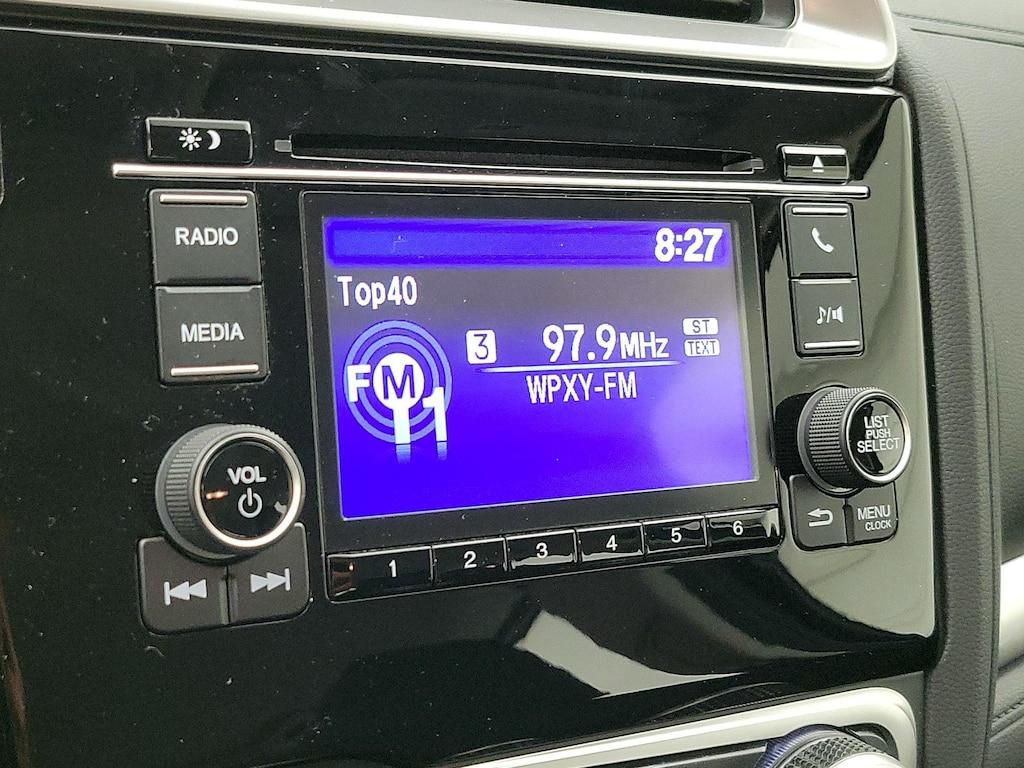 8:27
RADIO
Top40
MEDIA
3 97.9MHz ST
TEXT
FM1
WPXY-FM
VOL
LIST
PUSH
SELECT
MENU
CLOCK
1 2 3 4 5 6